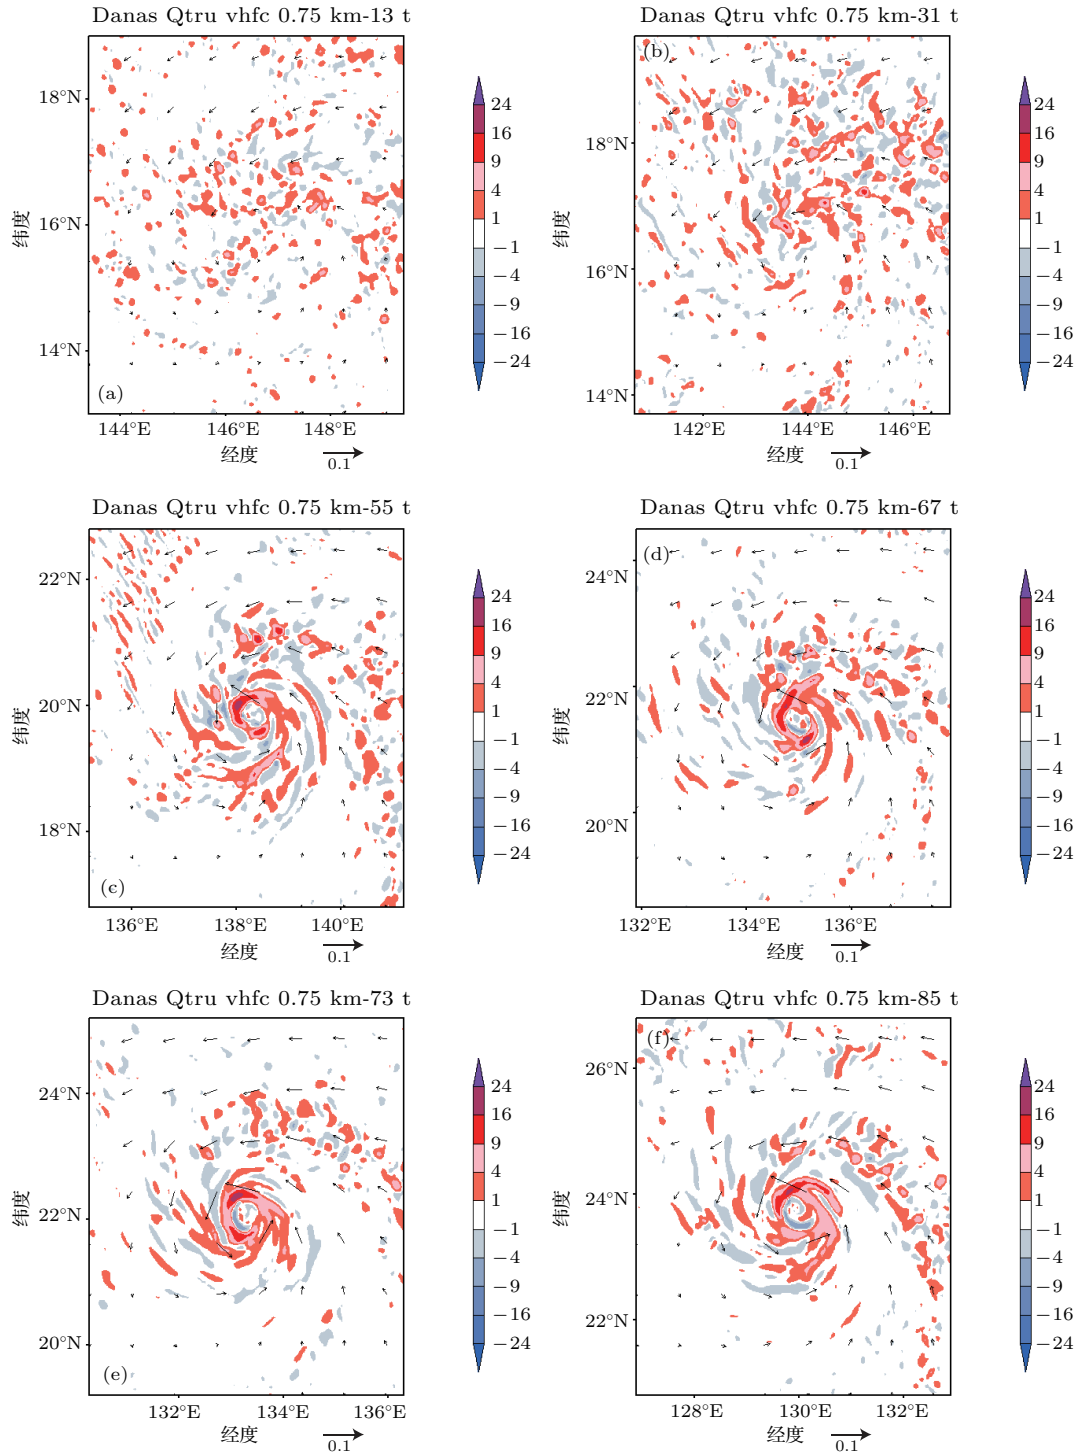 Danas Qtru vhfc 0.75 km-13 t
18°N
16°N
14°N
纬度
(a)
144°E 146°E 148°E
经度
0.1
24
16
9
4
1
−1
−4
−9
−16
−24
Danas Qtru vhfc 0.75 km-31 t
(b)
18°N
16°N
14°N
纬度
142°E 144°E 146°E
经度
0.1
24
16
9
4
1
−1
−4
−9
−16
−24
Danas Qtru vhfc 0.75 km-55 t
22°N
20°N
18°N
纬度
(c)
136°E 138°E 140°E
经度
0.1
24
16
9
4
1
−1
−4
−9
−16
−24
Danas Qtru vhfc 0.75 km-67 t
(d)
24°N
22°N
20°N
纬度
132°E 134°E 136°E
经度
0.1
24
16
9
4
1
−1
−4
−9
−16
−24
Danas Qtru vhfc 0.75 km-73 t
24°N
22°N
20°N
纬度
(e)
132°E 134°E 136°E
经度
0.1
24
16
9
4
1
−1
−4
−9
−16
−24
Danas Qtru vhfc 0.75 km-85 t
(f)
26°N
24°N
22°N
纬度
128°E 130°E 132°E
经度
0.1
24
16
9
4
1
−1
−4
−9
−16
−24